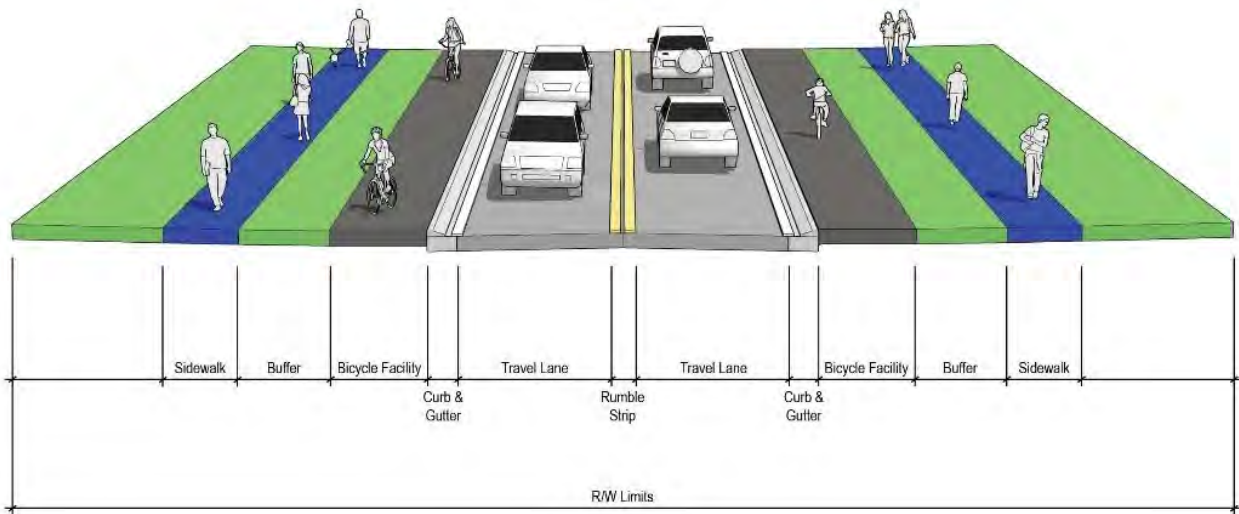 Sidewalk
Buffer
Bicycle Facility
Travel Lane
Travel Lane
Bicycle Facility
Buffer
Sidewalk
Curb &
Gutter
Rumble
Strip
Curb &
Gutter
R/W Limits